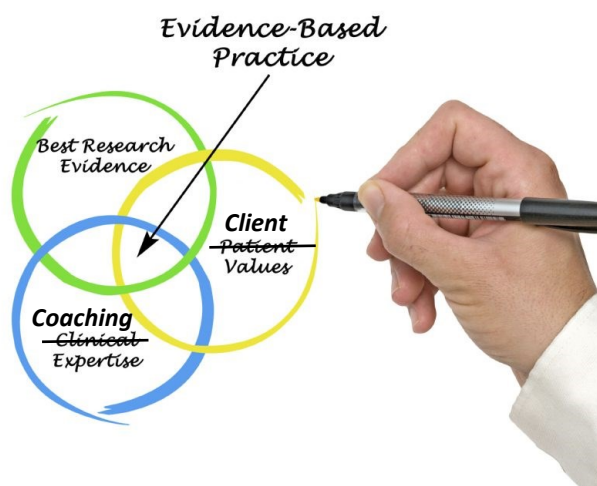 Evidence-Based
Practice
Best Research
Evidence
Client
Patient
Values
Coaching
Clinical
Expertise